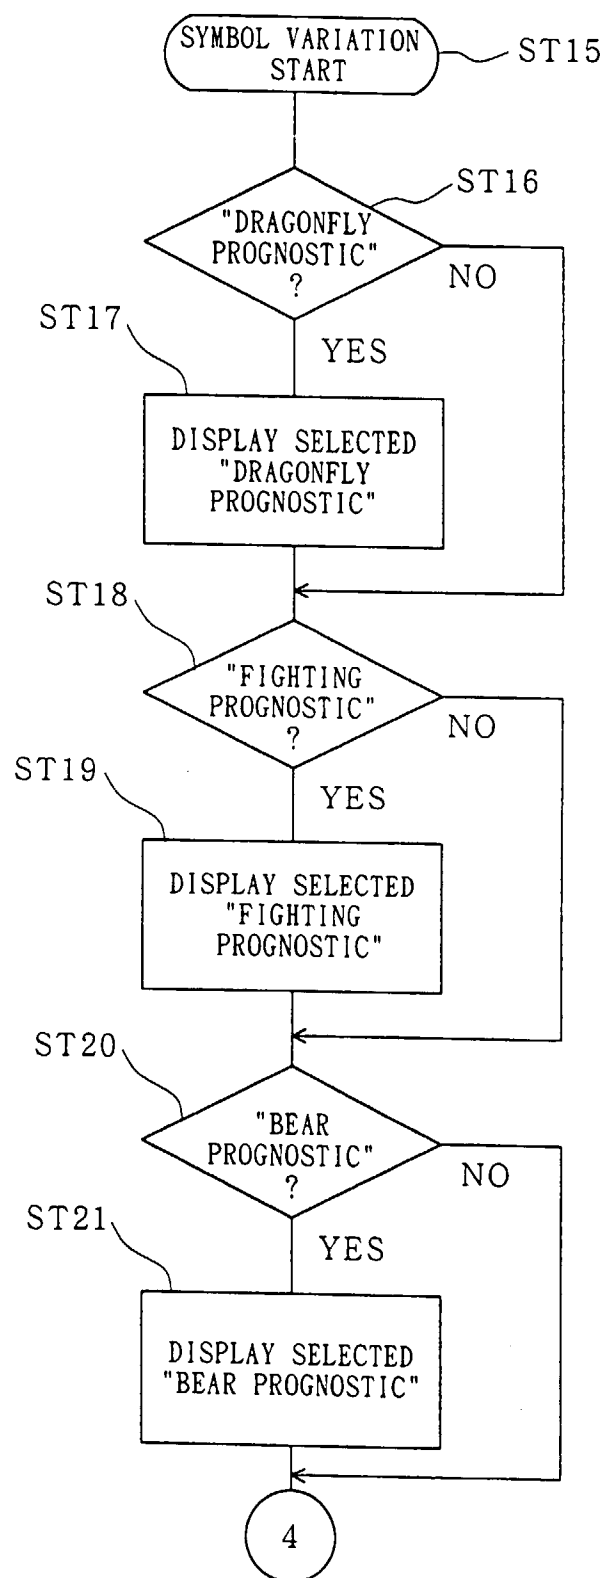 SYMBOL VARIATION
START
ST15
ST16
"DRAGONFLY
PROGNOSTIC"
?
NO
ST17
YES
DISPLAY SELECTED
"DRAGONFLY
PROGNOSTIC"
ST18
"FIGHTING
PROGNOSTIC"
?
NO
ST19
YES
DISPLAY SELECTED
"FIGHTING
PROGNOSTIC"
ST20
"BEAR
PROGNOSTIC"
?
NO
ST21
YES
DISPLAY SELECTED
"BEAR PROGNOSTIC"
4